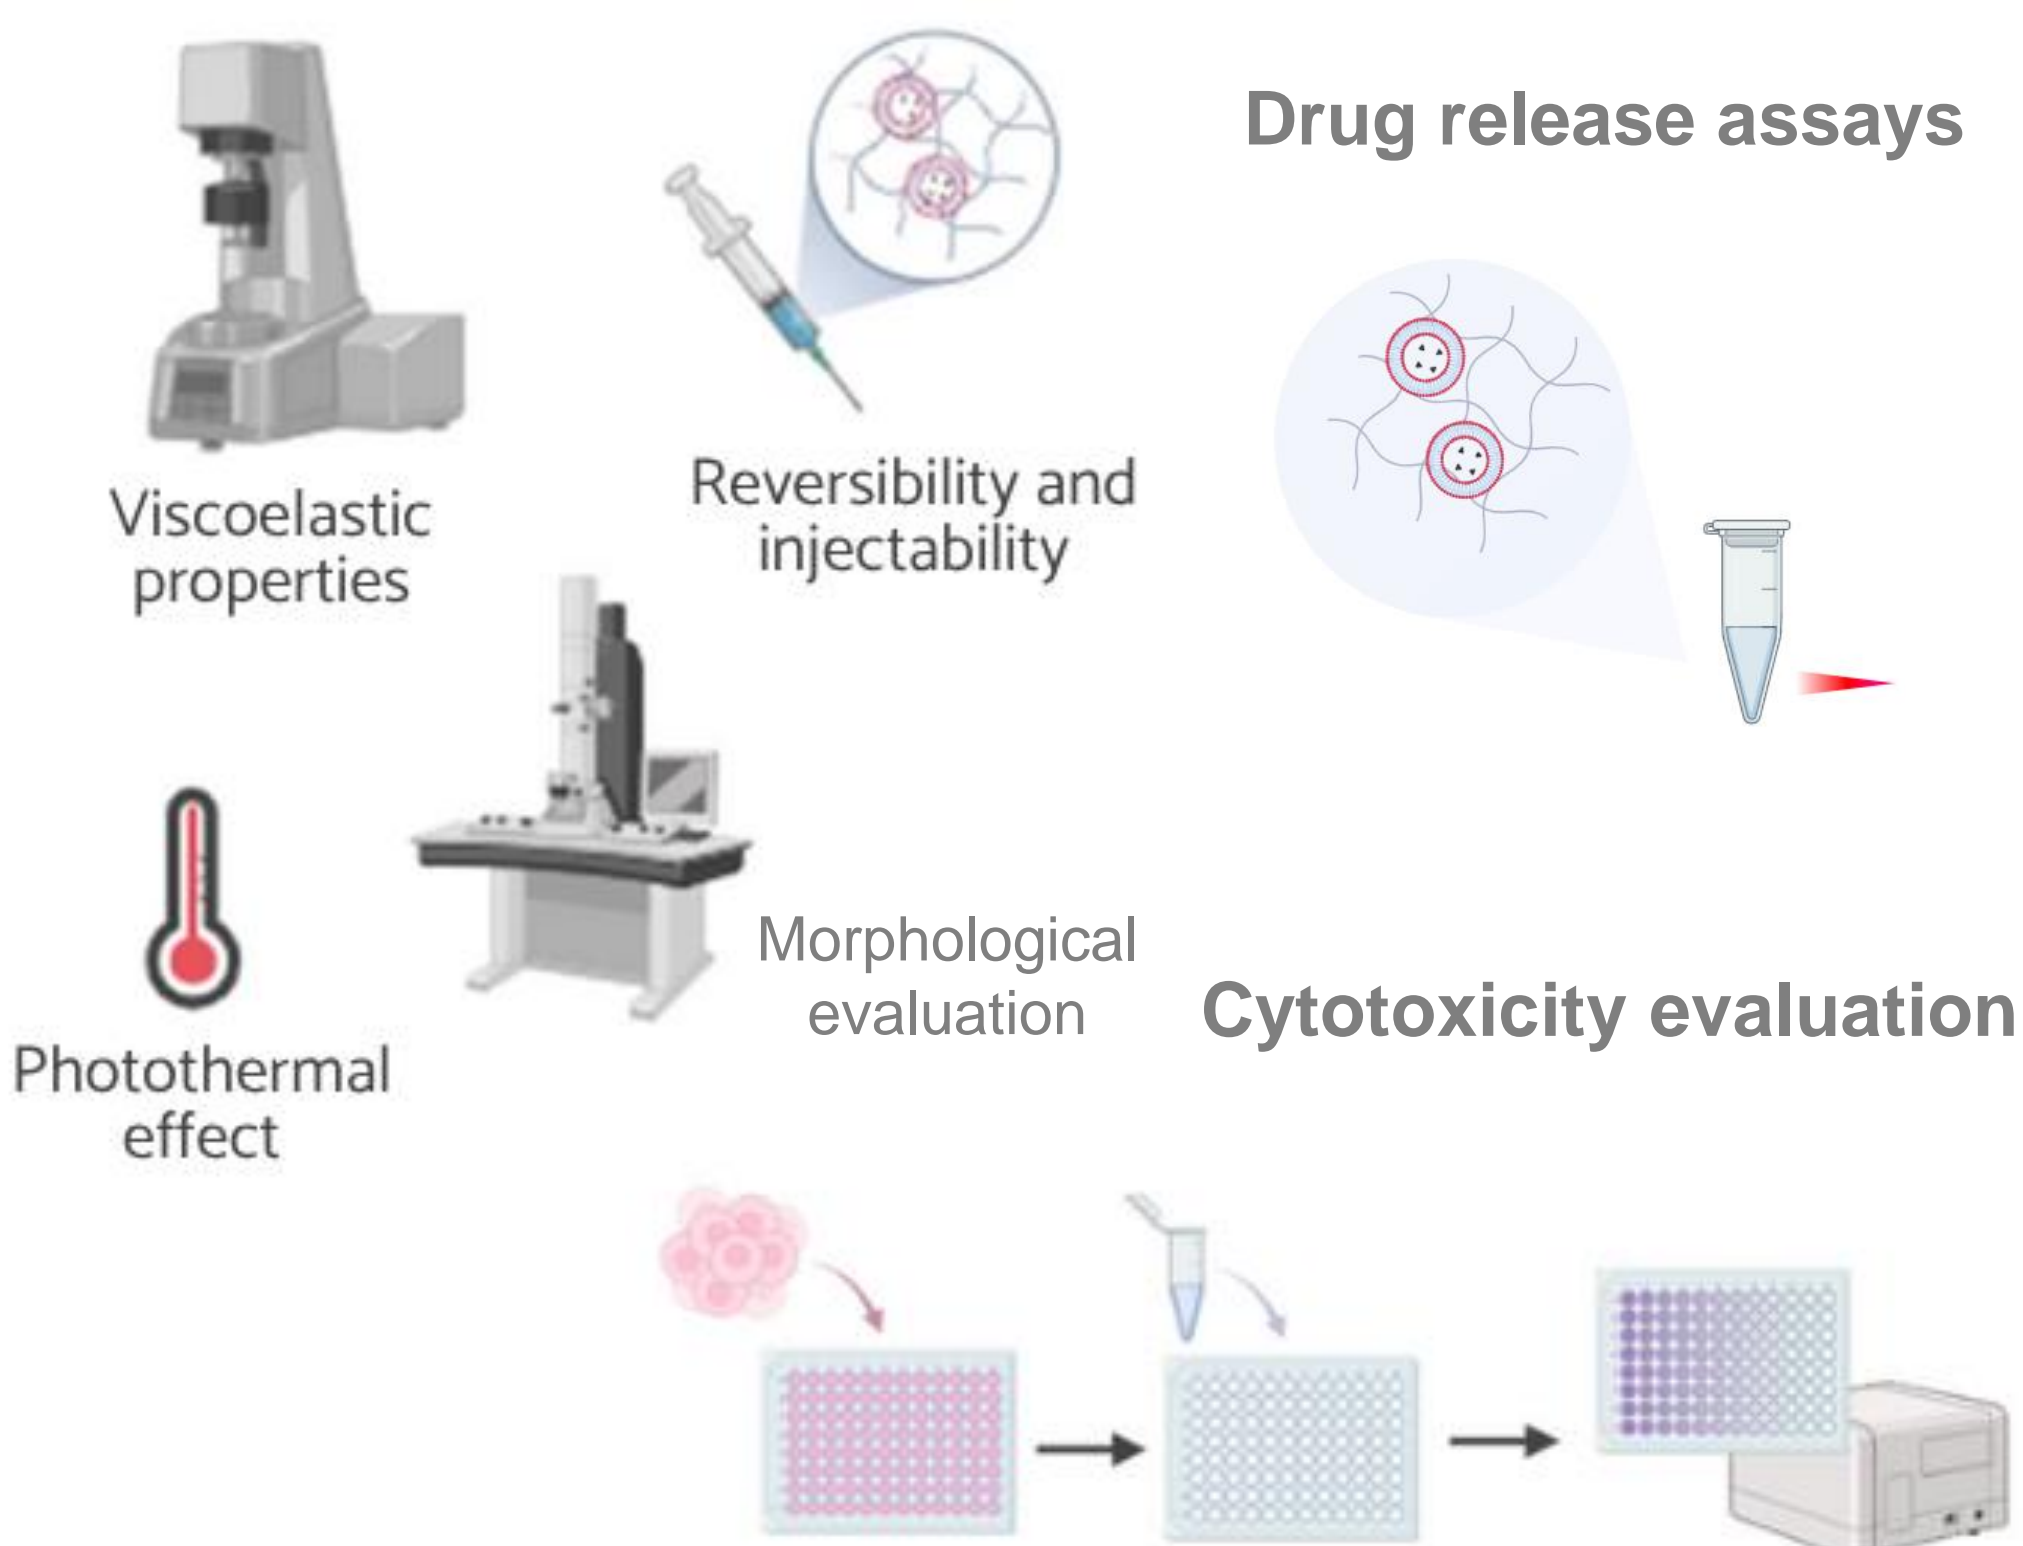 Drug release assays
Viscoelastic
properties
Reversibility and
injectability
Morphological
evaluation
Cytotoxicity evaluation
Photothermal
effect